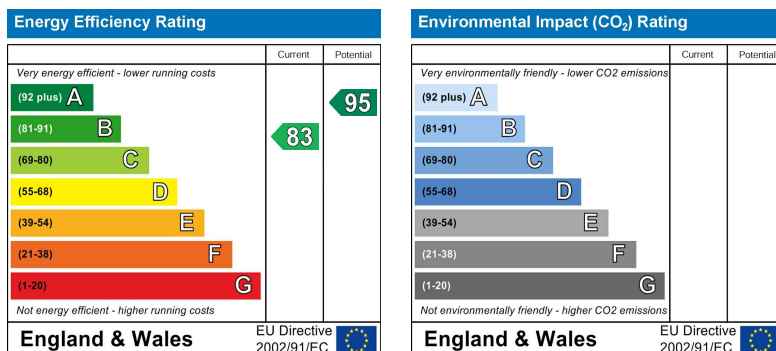 Energy Efficiency Rating
Current Potential
Very energy efficient - lower running costs
(92 plus) A
95
(81-91) B
83
(69-80) C
(55-68) D
(39-54) E
(21-38) F
(1-20) G
Not energy efficient - higher running costs
England & Wales
EU Directive
2002/91/EC
Environmental Impact (CO₂) Rating
Current Potential
Very environmentally friendly - lower CO2 emissions
(92 plus) A
(81-91) B
(69-80) C
(55-68) D
(39-54) E
(21-38) F
(1-20) G
Not environmentally friendly - higher CO2 emissions
England & Wales
EU Directive
2002/91/EC